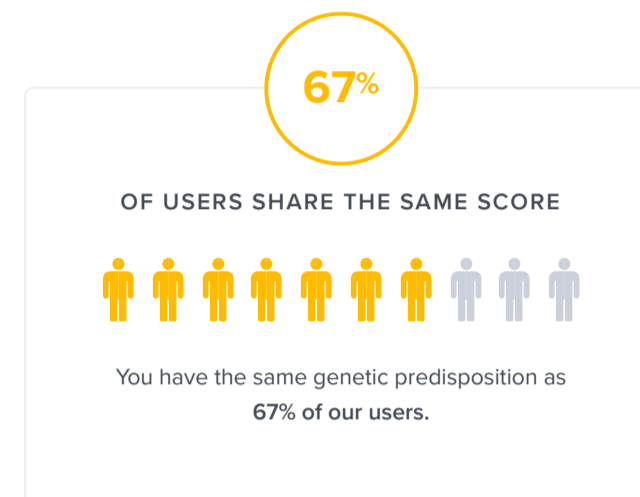 67%
OF USERS SHARE THE SAME SCORE
You have the same genetic predisposition as
67% of our users.